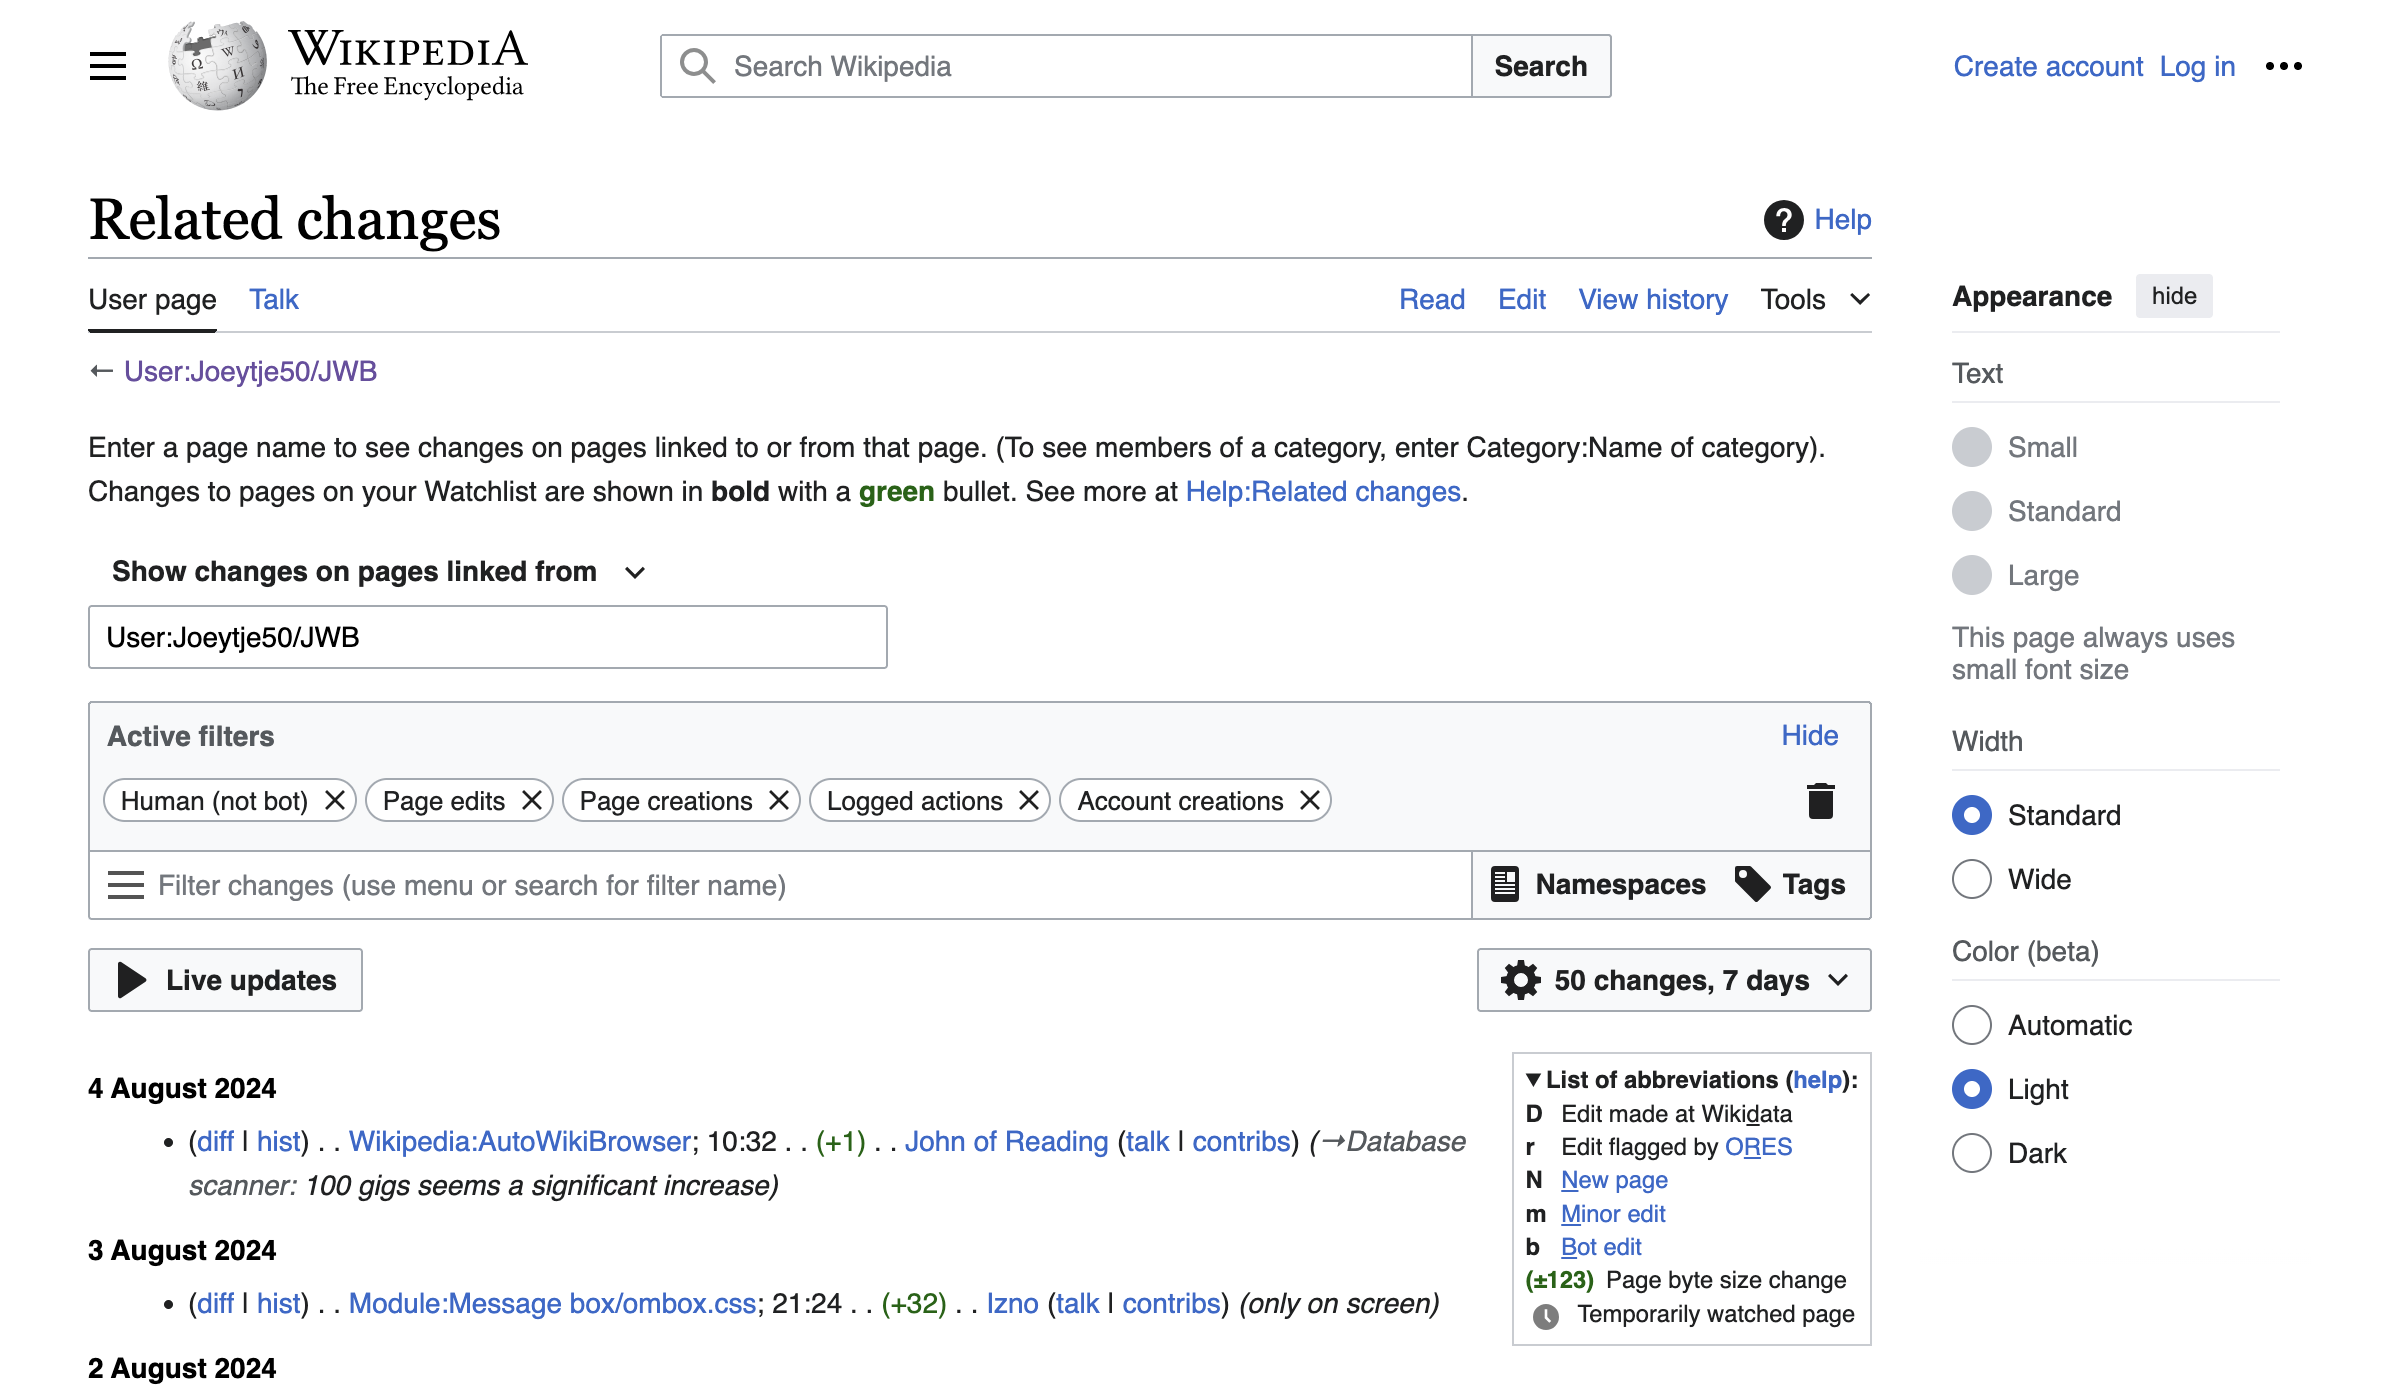 WIKIPEDIA
The Free Encyclopedia
Search Wikipedia
Search
Create account Log in
Related changes
? Help
User page Talk
Read Edit View history Tools
← User:Joeytje50/JWB
Enter a page name to see changes on pages linked to or from that page. (To see members of a category, enter Category:Name of category).
Changes to pages on your Watchlist are shown in bold with a green bullet. See more at Help:Related changes.
Show changes on pages linked from
User:Joeytje50/JWB
Active filters Hide
Human (not bot) Page edits Page creations Logged actions Account creations
Filter changes (use menu or search for filter name) Namespaces Tags
Live updates 50 changes, 7 days
List of abbreviations (help):
D Edit made at Wikidata
r Edit flagged by ORES
N New page
m Minor edit
b Bot edit
(±123) Page byte size change
Temporarily watched page
4 August 2024
• (diff | hist) . . Wikipedia:AutoWikiBrowser; 10:32 . . (+1) . . John of Reading (talk | contribs) (→Database
scanner: 100 gigs seems a significant increase)
3 August 2024
• (diff | hist) . . Module:Message box/ombox.css; 21:24 . . (+32) . . Izno (talk | contribs) (only on screen)
2 August 2024
Appearance hide
Text
Small
Standard
Large
This page always uses
small font size
Width
Standard
Wide
Color (beta)
Automatic
Light
Dark